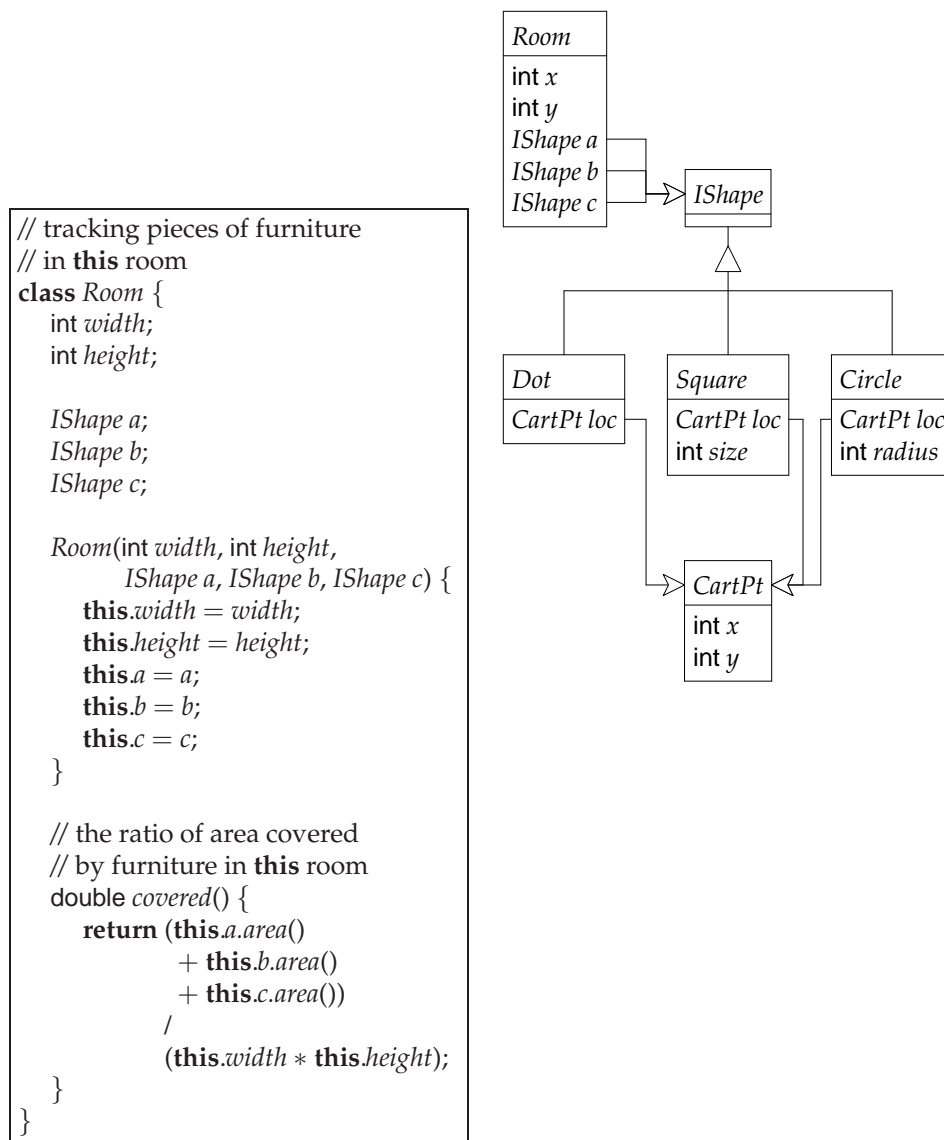 // tracking pieces of furniture
// in this room
class Room {
int width;
int height;
IShape a;
IShape b;
IShape c;
Room(int width, int height,
IShape a, IShape b, IShape c) {
this.width = width;
this.height = height;
this.a = a;
this.b = b;
this.c = c;
}
// the ratio of area covered
// by furniture in this room
double covered() {
return (this.a.area()
+ this.b.area()
+ this.c.area())
/
(this.width ∗ this.height);
}
}
Room
int x
int y
IShape a
IShape b
IShape c
IShape
Dot
CartPt loc
Square
CartPt loc
int size
Circle
CartPt loc
int radius
CartPt
int x
int y